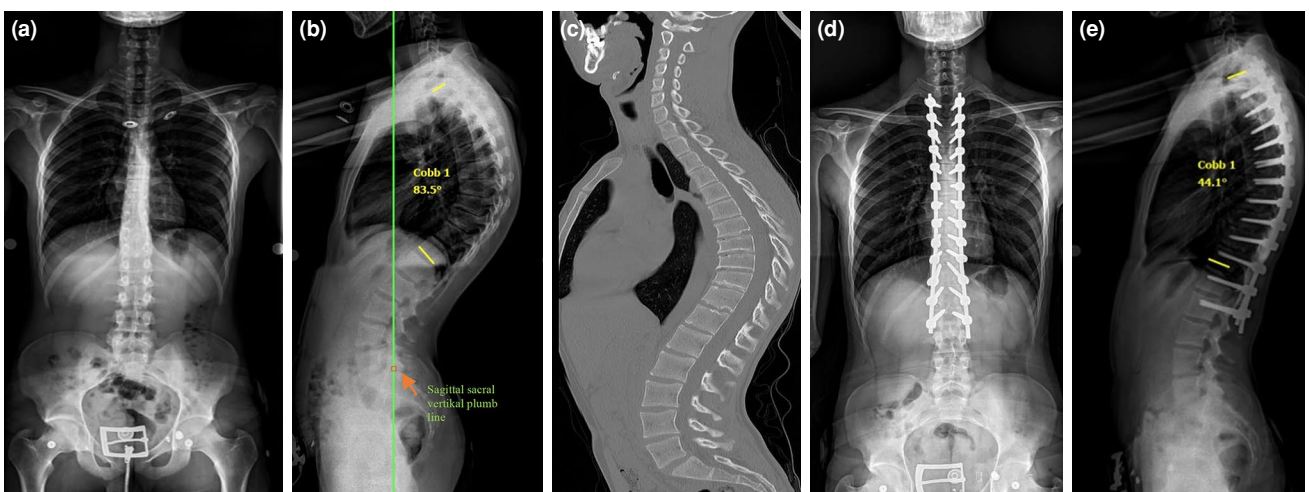 (a)
(b)
Cobb 1
83.5°
Sagittal sacral
vertikal plumb
line
(c)
(d)
(e)
Cobb 1
44.1°